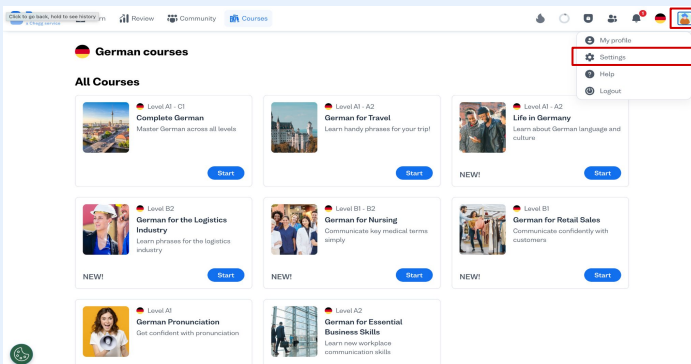 Click to go back, hold to see history
a Chegg service
rn
Review
Community
Courses
My profile
Settings
Help
Logout
German courses
All Courses
Level A1 - C1
Complete German
Master German across all levels
Start
Level A1 - A2
German for Travel
Learn handy phrases for your trip!
Start
Level A1 - A2
Life in Germany
Learn about German language and
culture
NEW!
Start
Level B2
German for the Logistics
Industry
Learn phrases for the logistics
industry
NEW!
Start
Level B1 - B2
German for Nursing
Communicate key medical terms
simply
NEW!
Start
Level B1
German for Retail Sales
Communicate confidently with
customers
NEW!
Start
Level A1
German Pronunciation
Get confident with pronunciation
Level A2
German for Essential
Business Skills
Learn new workplace
communication skills